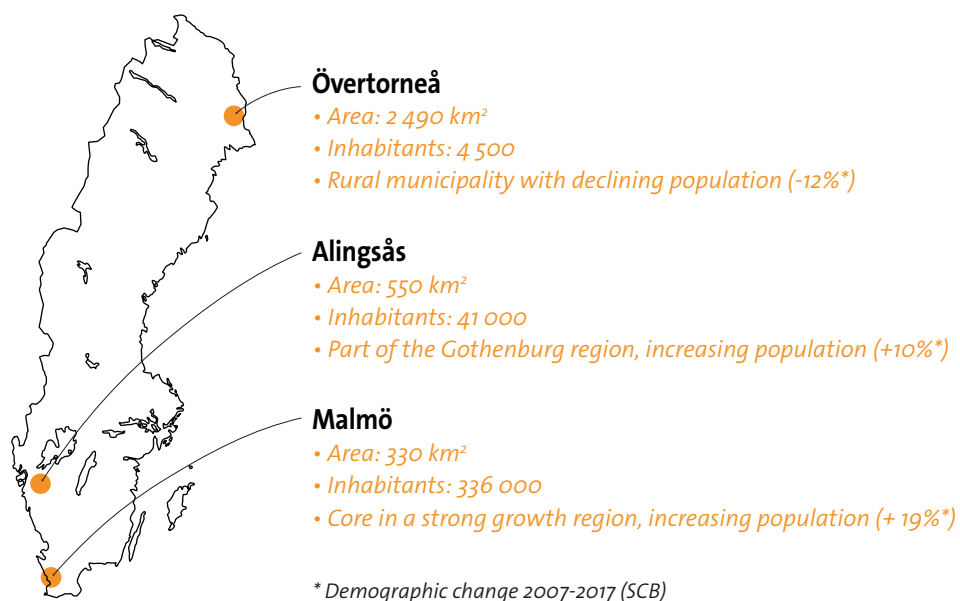 Övertorneå
• Area: 2 490 km²
• Inhabitants: 4 500
• Rural municipality with declining population (-12%*)
Alingsås
• Area: 550 km²
• Inhabitants: 41 000
• Part of the Gothenburg region, increasing population (+10%*)
Malmö
• Area: 330 km²
• Inhabitants: 336 000
• Core in a strong growth region, increasing population (+ 19%*)
* Demographic change 2007-2017 (SCB)